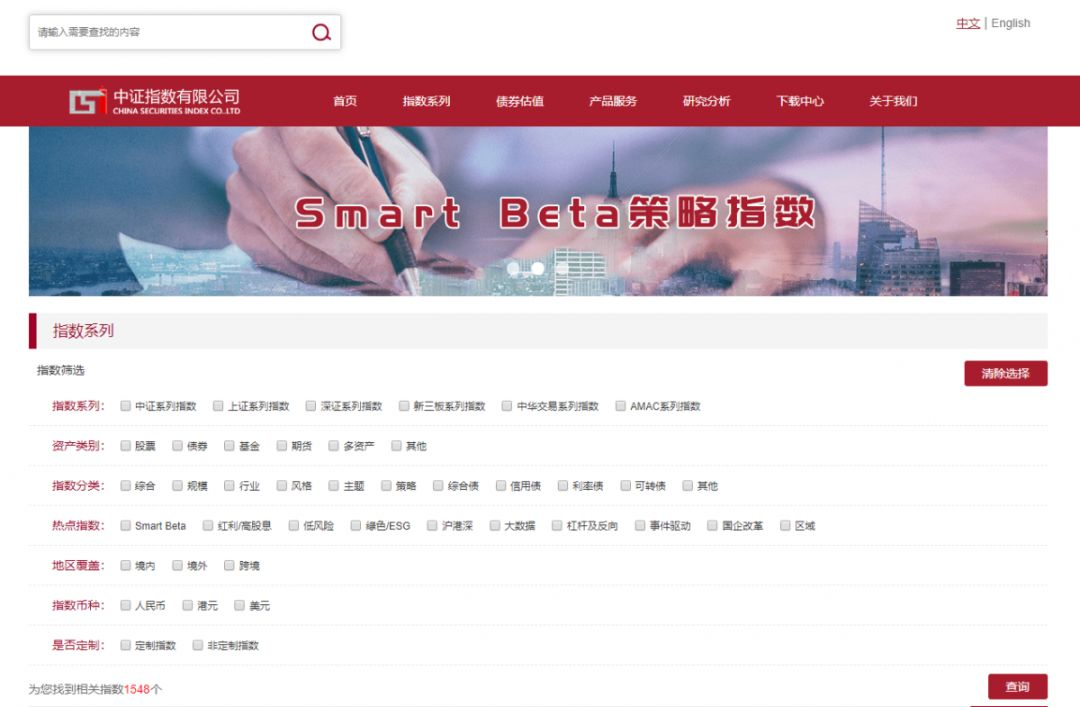 请输入需要查找的内容
中文 | English
中证指数有限公司
CHINA SECURITIES INDEX CO.,LTD
首页 指数系列 债券估值 产品服务 研究分析 下载中心 关于我们
Smart Beta策略指数
指数系列
指数筛选
清除选择
指数系列： 中证系列指数 上证系列指数 深证系列指数 新三板系列指数 中华交易系列指数 AMAC系列指数
资产类别： 股票 债券 基金 期货 多资产 其他
指数分类： 综合 规模 行业 风格 主题 策略 综合债 信用债 利率债 可转债 其他
热点指数： Smart Beta 红利/高股息 低风险 绿色/ESG 沪港深 大数据 杠杆及反向 事件驱动 国企改革 区域
地区覆盖： 境内 境外 跨境
指数币种： 人民币 港元 美元
是否定制： 定制指数 非定制指数
为您找到相关指数1548个
查询